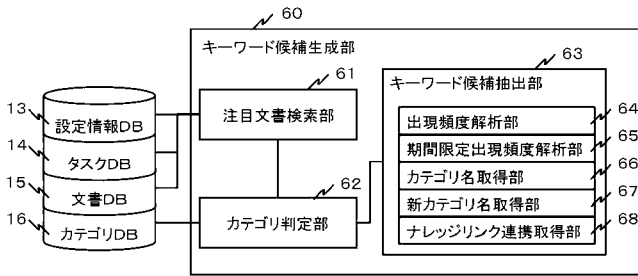 60
キーワード候補生成部
61
63
キーワード候補抽出部
13
設定情報DB
注目文書検索部
64
出現頻度解析部
14
タスクDB
65
期間限定出現頻度解析部
15
文書DB
62
66
カテゴリ名取得部
16
カテゴリDB
カテゴリ判定部
67
新カテゴリ名取得部
68
ナレッジリンク連携取得部